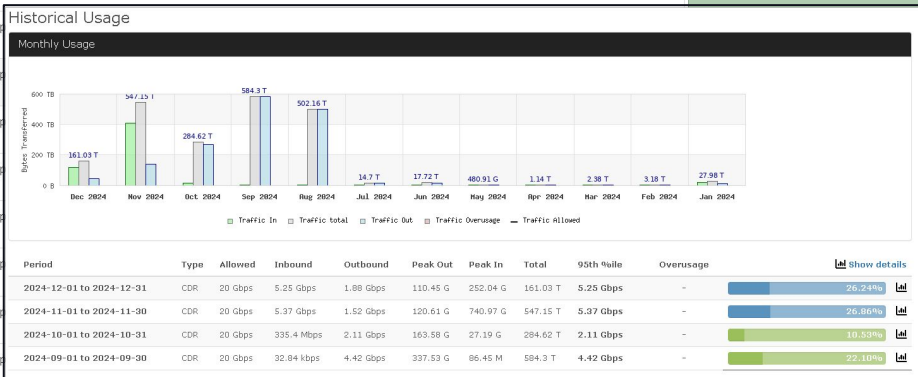 Historical Usage
Monthly Usage
Bytes Transferred
600 TB
400 TB
200 TB
0 B
161.03 T
547.15 T
284.62 T
584.3 T
502.16 T
14.7 T
17.72 T
480.91 G
1.14 T
2.38 T
3.18 T
27.98 T
Dec 2024 Nov 2024 Oct 2024 Sep 2024 Aug 2024 Jul 2024 Jun 2024 May 2024 Apr 2024 Mar 2024 Feb 2024 Jan 2024
Traffic In Traffic total Traffic Out Traffic Overusage Traffic Allowed
Period Type Allowed Inbound Outbound Peak Out Peak In Total 95th %ile Overusage Show details
2024-12-01 to 2024-12-31 CDR 20 Gbps 5.25 Gbps 1.88 Gbps 110.45 G 252.04 G 161.03 T 5.25 Gbps - 26.24%
2024-11-01 to 2024-11-30 CDR 20 Gbps 5.37 Gbps 1.52 Gbps 120.61 G 740.97 G 547.15 T 5.37 Gbps - 26.86%
2024-10-01 to 2024-10-31 CDR 20 Gbps 335.4 Mbps 2.11 Gbps 163.58 G 27.19 G 284.62 T 2.11 Gbps - 10.53%
2024-09-01 to 2024-09-30 CDR 20 Gbps 32.84 kbps 4.42 Gbps 337.53 G 86.45 M 584.3 T 4.42 Gbps - 22.10%